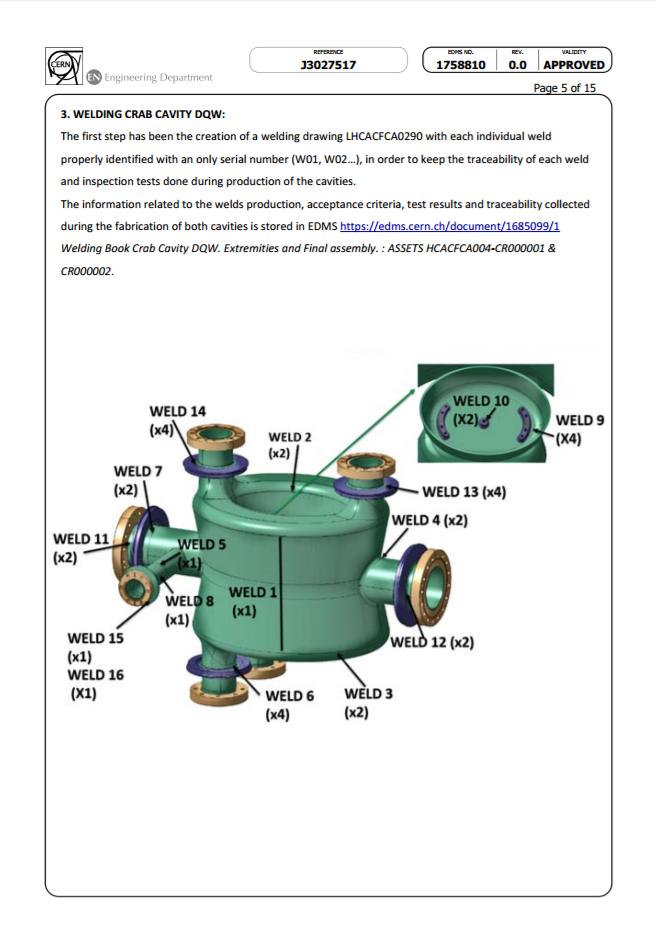 CERN
EN Engineering Department
REFERENCE
J3027517
EDMS NO. REV. VALIDITY
1758810 0.0 APPROVED
Page 5 of 15
3. WELDING CRAB CAVITY DQW:
The first step has been the creation of a welding drawing LHCACFCA0290 with each individual weld
properly identified with an only serial number (W01, W02…), in order to keep the traceability of each weld
and inspection tests done during production of the cavities.
The information related to the welds production, acceptance criteria, test results and traceability collected
during the fabrication of both cavities is stored in EDMS https://edms.cern.ch/document/1685099/1
Welding Book Crab Cavity DQW. Extremities and Final assembly. : ASSETS HCACFCA004-CR000001 &
CR000002.
WELD 10
(X2)
WELD 9
(X4)
WELD 14
(x4)
WELD 2
(x2)
WELD 7
(x2)
WELD 13 (x4)
WELD 4 (x2)
WELD 11
(x2)
WELD 5
(x1)
WELD 8
(x1)
WELD 1
(x1)
WELD 15
(x1)
WELD 16
(X1)
WELD 12 (x2)
WELD 6
(x4)
WELD 3
(x2)